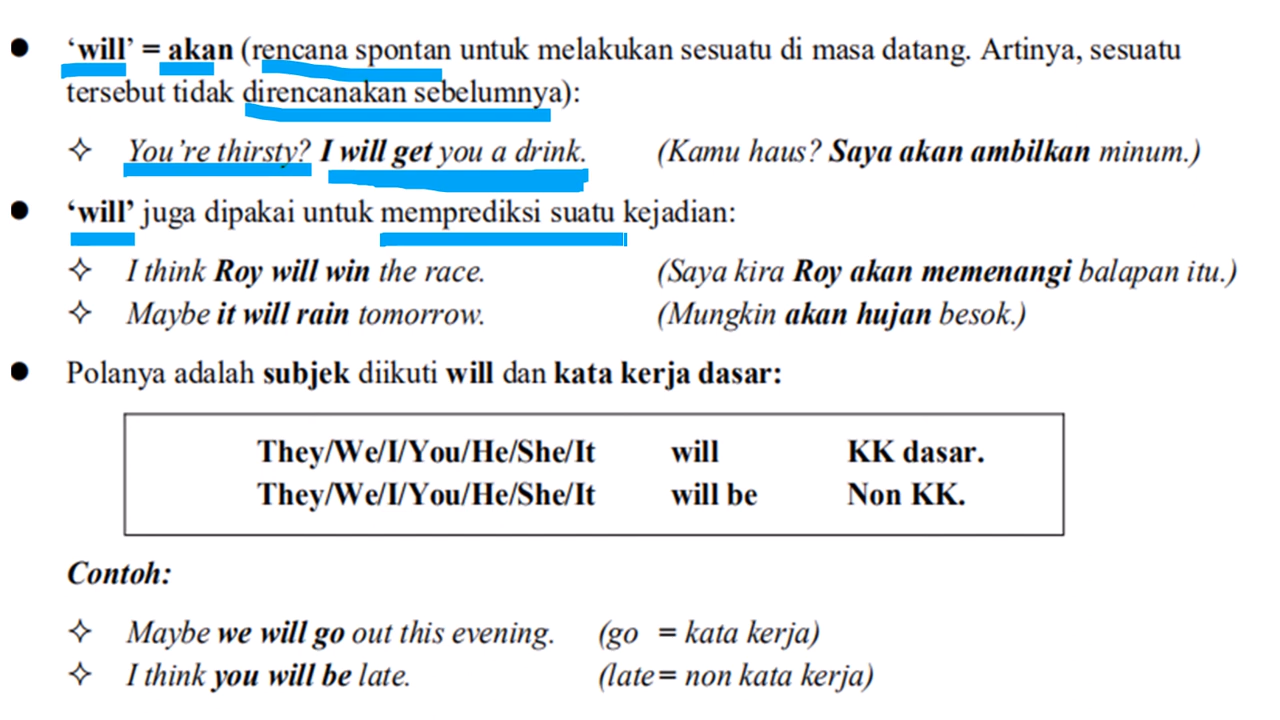 ● ‘will’ = akan (rencana spontan untuk melakukan sesuatu di masa datang. Artinya, sesuatu
tersebut tidak direncanakan sebelumnya):
✧ You’re thirsty? I will get you a drink. (Kamu haus? Saya akan ambilkan minum.)
● ‘will’ juga dipakai untuk memprediksi suatu kejadian:
✧ I think Roy will win the race. (Saya kira Roy akan memenangi balapan itu.)
✧ Maybe it will rain tomorrow. (Mungkin akan hujan besok.)
● Polanya adalah subjek diikuti will dan kata kerja dasar:
They/We/I/You/He/She/It will KK dasar.
They/We/I/You/He/She/It will be Non KK.
Contoh:
✧ Maybe we will go out this evening. (go = kata kerja)
✧ I think you will be late. (late = non kata kerja)